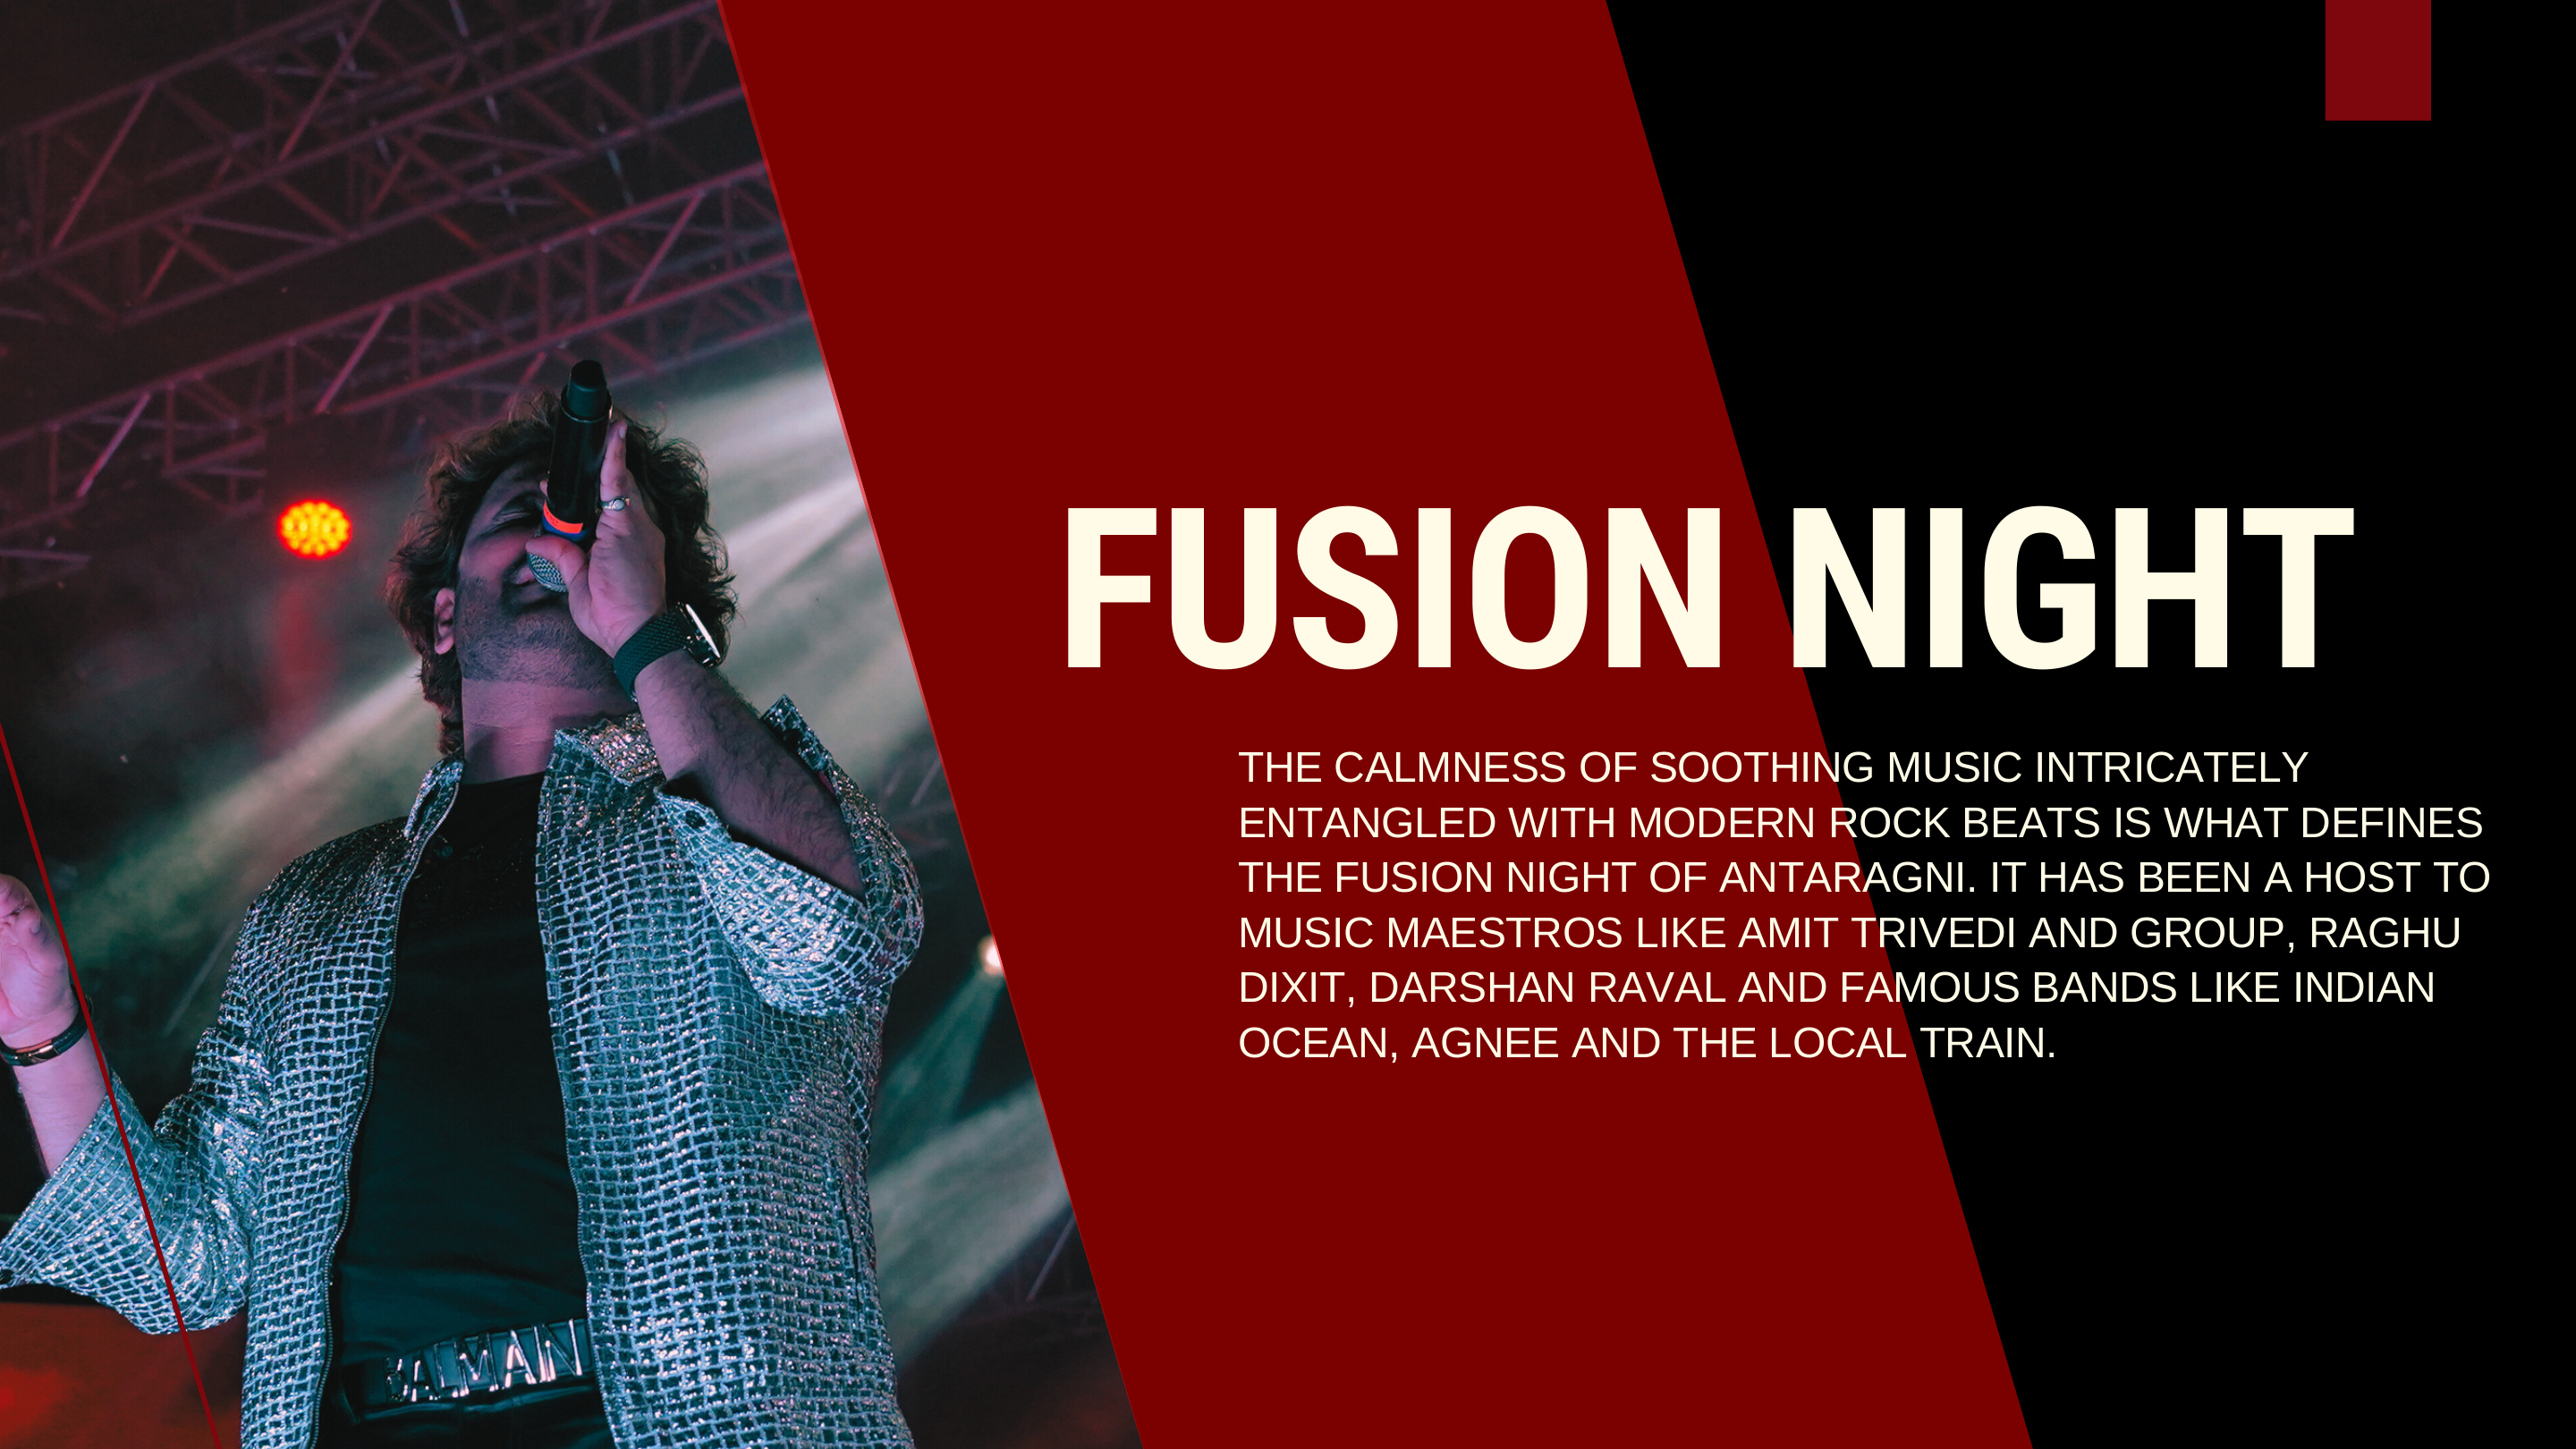 FUSION NIGHT
THE CALMNESS OF SOOTHING MUSIC INTRICATELY
ENTANGLED WITH MODERN ROCK BEATS IS WHAT DEFINES
THE FUSION NIGHT OF ANTARAGNI. IT HAS BEEN A HOST TO
MUSIC MAESTROS LIKE AMIT TRIVEDI AND GROUP, RAGHU
DIXIT, DARSHAN RAVAL AND FAMOUS BANDS LIKE INDIAN
OCEAN, AGNEE AND THE LOCAL TRAIN.
BALMAIN